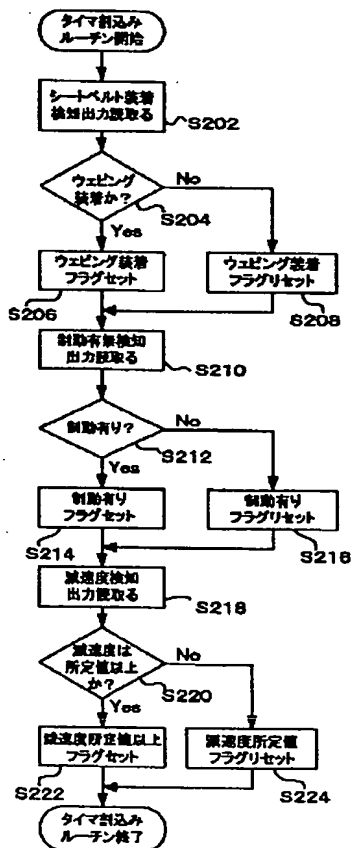 タイマ割込み
ルーチン開始
シートベルト装着
検知出力読取る
S202
ウェビング
装着か?
No
S204
Yes
ウェビング装着
フラグセット
ウェビング装着
フラグリセット
S206
S208
制動有無検知
出力読取る
S210
制動有り?
No
S212
Yes
制動有り
フラグセット
制動有り
フラグリセット
S214
S216
減速度検知
出力読取る
S218
減速度は
所定値以上
か?
No
S220
Yes
減速度所定値以上
フラグセット
減速度所定値
フラグリセット
S222
S224
タイマ割込み
ルーチン終了